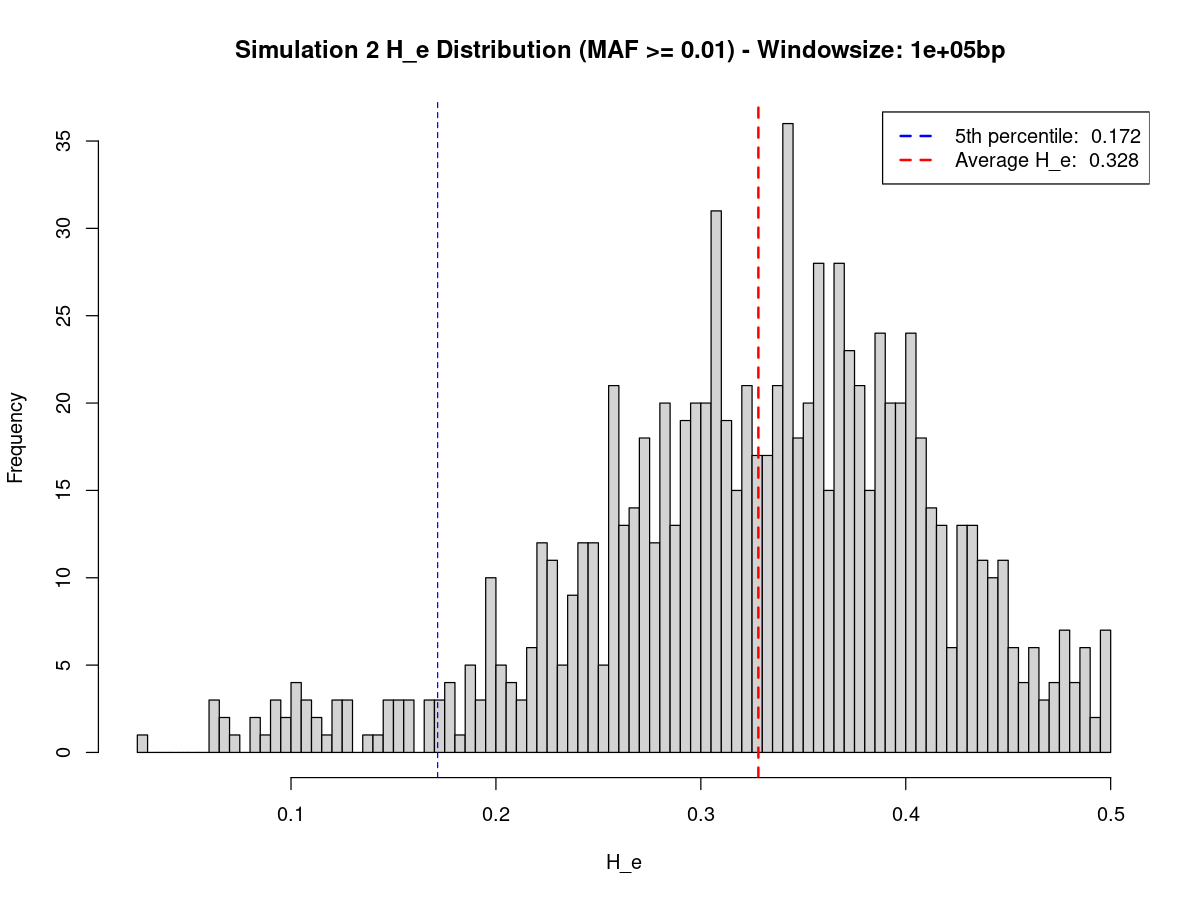 Simulation 2 H_e Distribution (MAF >= 0.01) - Windowsize: 1e+05bp
5th percentile:  0.172
Average H_e:  0.328
Frequency
35
30
25
20
15
10
5
0
0.1 0.2 0.3 0.4 0.5
H_e